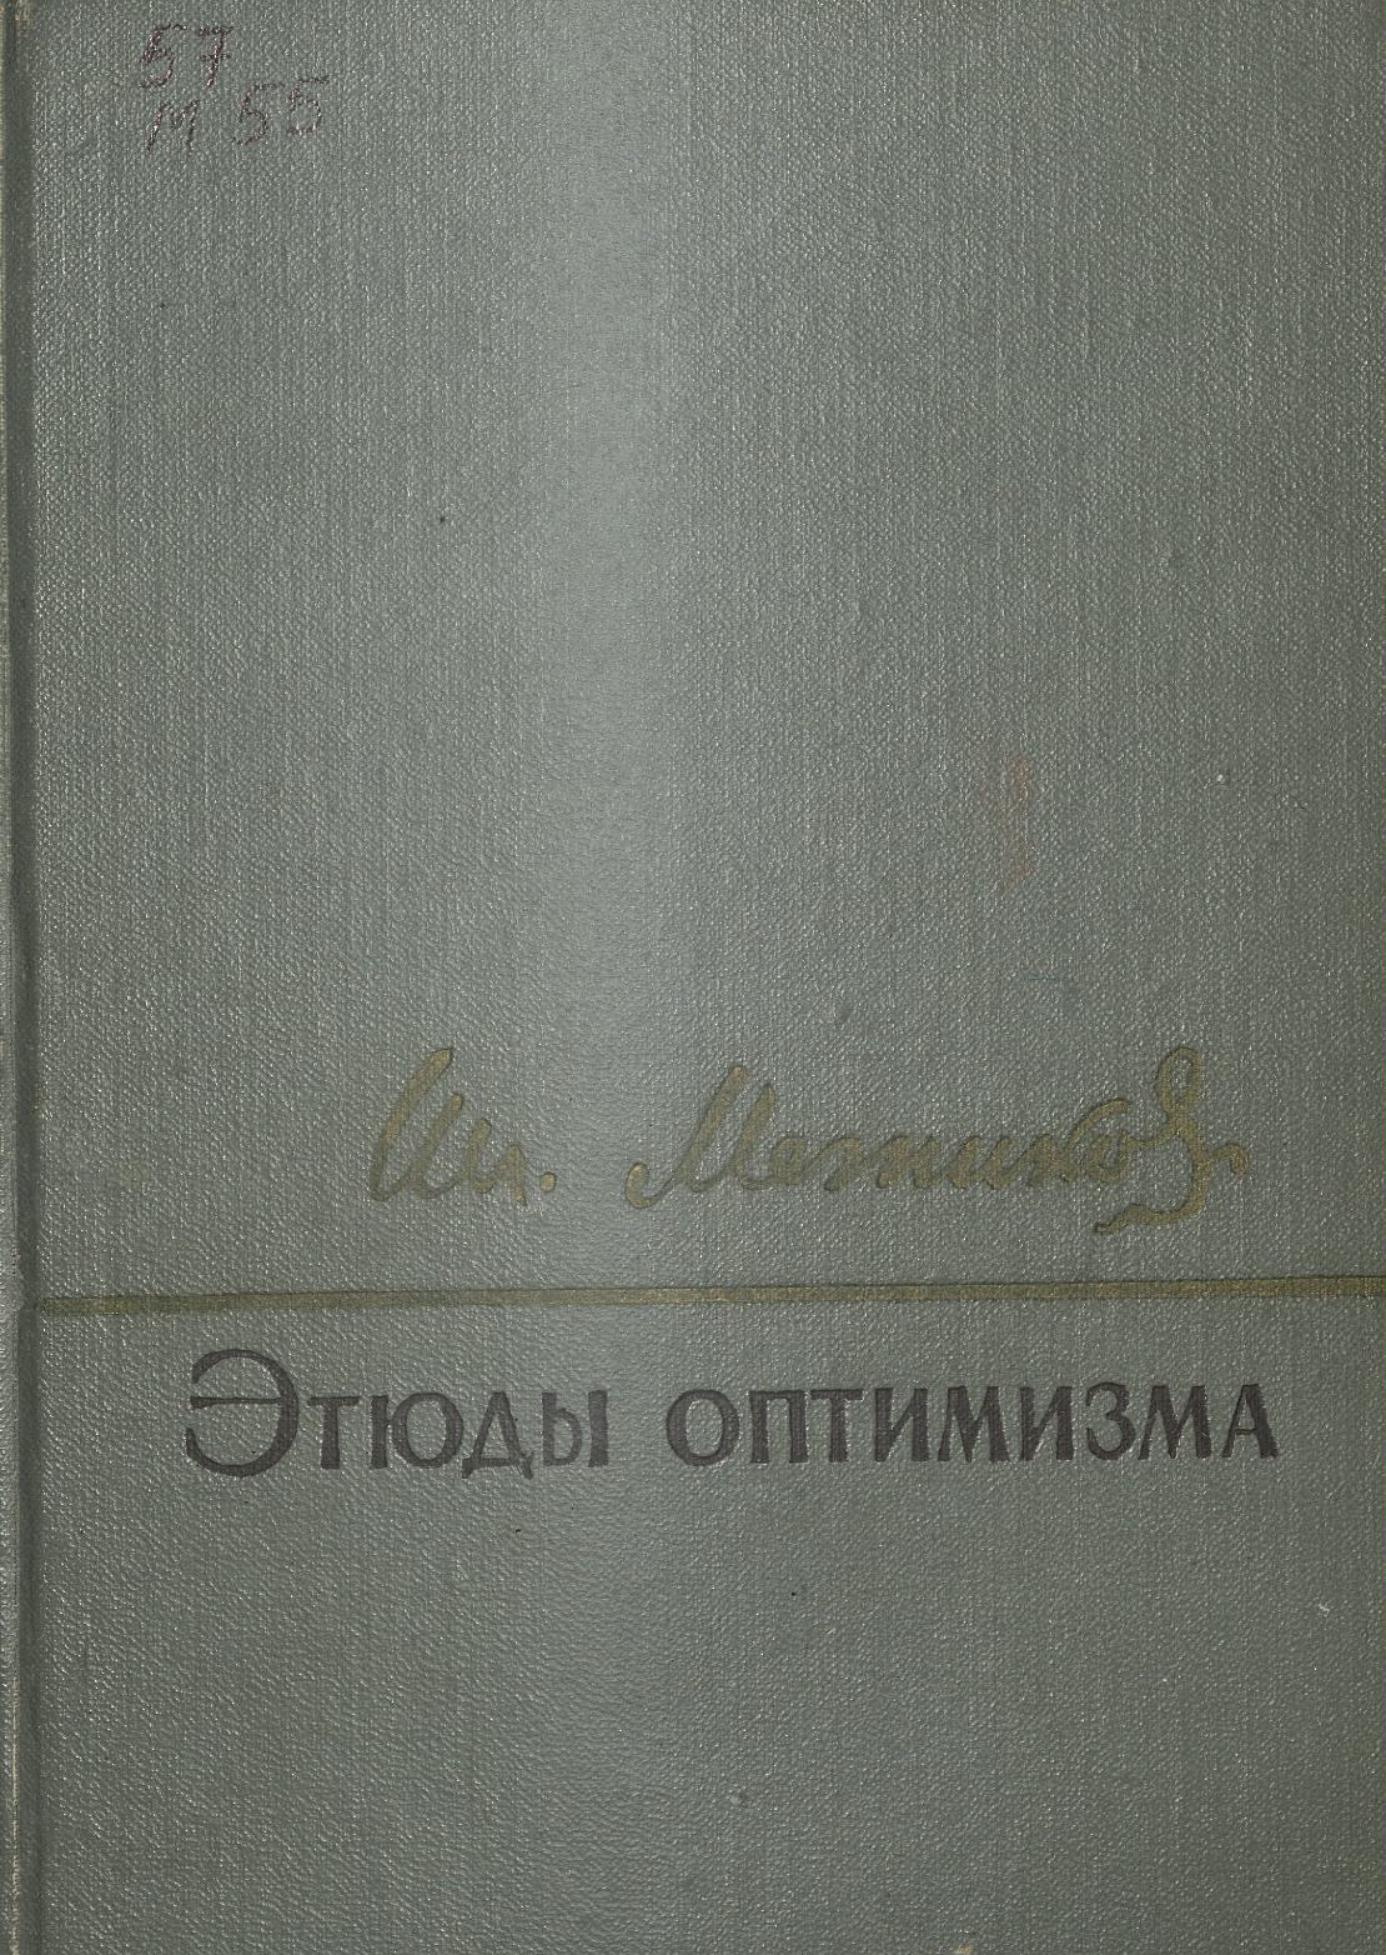 57
М 55
Ил. Мечников
Этюды оптимизма